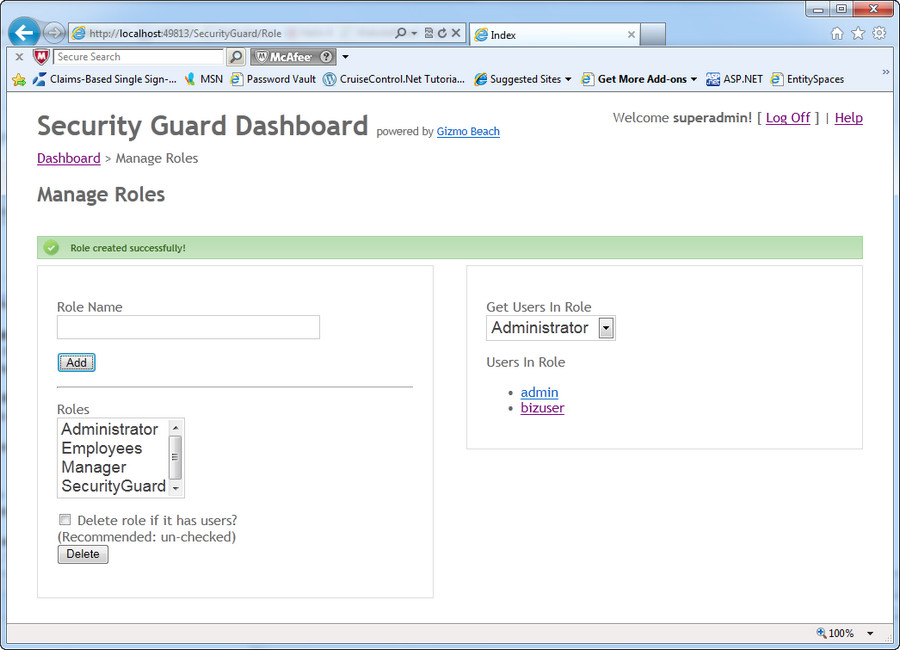 http://localhost:49813/SecurityGuard/Role
Index
Secure Search
McAfee
Claims-Based Single Sign-... MSN Password Vault CruiseControl.Net Tutoria... Suggested Sites Get More Add-ons ASP.NET EntitySpaces
Security Guard Dashboard powered by Gizmo Beach
Welcome superadmin! [ Log Off ] | Help
Dashboard > Manage Roles
Manage Roles
Role created successfully!
Role Name
Add
Roles
Administrator
Employees
Manager
SecurityGuard
Delete role if it has users?
(Recommended: un-checked)
Delete
Get Users In Role
Administrator
Users In Role
admin
bizuser
100%